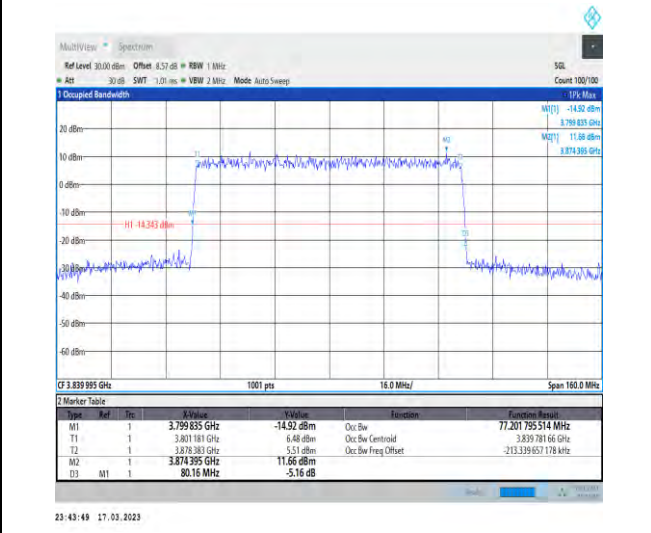 MultiView Spectrum
Ref Level 30.00 dBm Offset 8.57 dB RBW 1 MHz SGL
Att 30 dB SWT 1.01 ms VBW 2 MHz Mode Auto Sweep Count 100/100
1 Occupied Bandwidth 1Pk Max
M1[1] -14.92 dBm
3.799 835 GHz
M2[1] 11.66 dBm
3.874 395 GHz
20 dBm
M2
T1
10 dBm
0 dBm
-10 dBm
M1
H1 -14.343 dBm
D3
-20 dBm
-30 dBm
-40 dBm
-50 dBm
-60 dBm
CF 3.839 995 GHz 1001 pts 16.0 MHz/ Span 160.0 MHz
2 Marker Table
Type Ref Trc X-Value Y-Value Function Function Result
M1 1 3.799 835 GHz -14.92 dBm Occ Bw 77.201 795 514 MHz
T1 1 3.801 181 GHz 6.48 dBm Occ Bw Centroid 3.839 781 66 GHz
T2 1 3.878 383 GHz 5.51 dBm Occ Bw Freq Offset -213.339 657 178 kHz
M2 1 3.874 395 GHz 11.66 dBm
D3 M1 1 80.16 MHz -5.16 dB
23:43:49 17.03.2023